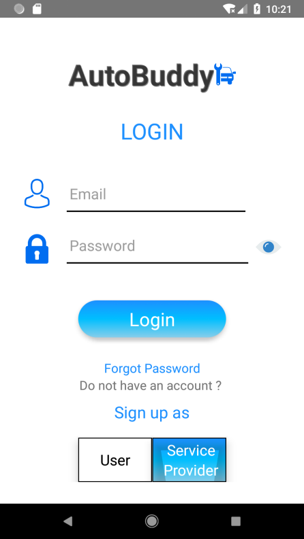 10:21
AutoBuddy
LOGIN
Email
Password
Login
Forgot Password
Do not have an account ?
Sign up as
User
Service
Provider